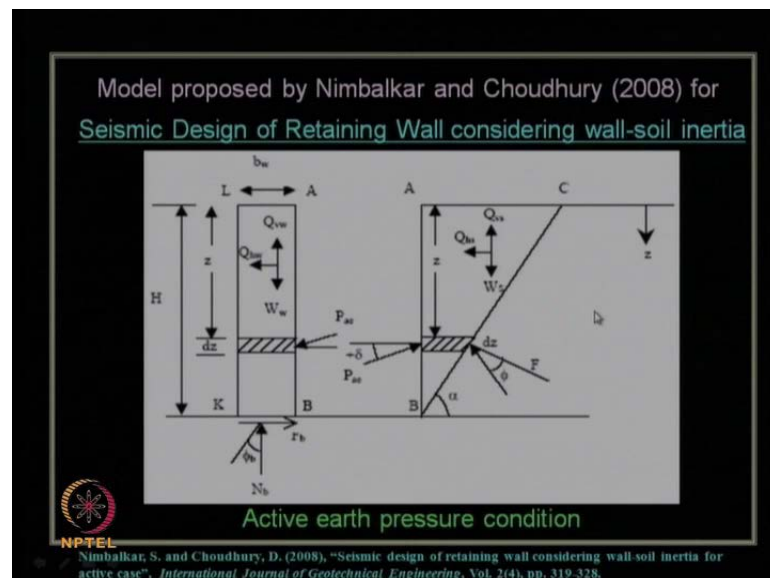 Model proposed by Nimbalkar and Choudhury (2008) for
Seismic Design of Retaining Wall considering wall-soil inertia
bw
L A A C
Qvw Qvs
Qhw Qhs
z z z
Ww Ws
H
Pae
dz dz
+δ F
Pae ϕ
K B B α
rb
ϕb
Nb
Active earth pressure condition
NPTEL
Nimbalkar, S. and Choudhury, D. (2008), "Seismic design of retaining wall considering wall-soil inertia for
active case", International Journal of Geotechnical Engineering, Vol. 2(4), pp. 319-328.